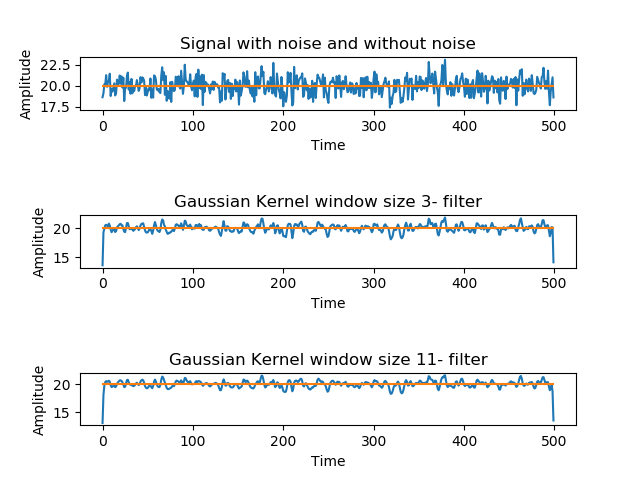 Signal with noise and without noise
Amplitude
22.5
20.0
17.5
0 100 200 300 400 500
Time
Gaussian Kernel window size 3- filter
Amplitude
20
15
0 100 200 300 400 500
Time
Gaussian Kernel window size 11- filter
Amplitude
20
15
0 100 200 300 400 500
Time